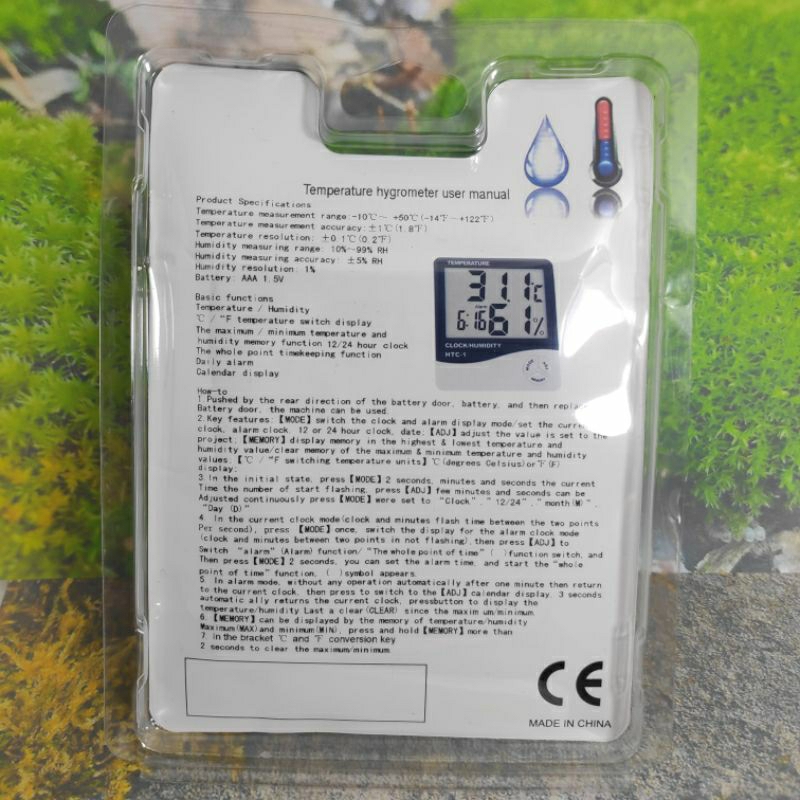 Temperature hygrometer user manual
Product Specifications
Temperature measurement range:-10℃~ +50℃(-14℉~+122℉)
Temperature measurement accuracy:±1℃(1.8℉)
Temperature resolution: ±0.1℃(0.2℉)
Humidity measuring range: 10%~99% RH
Humidity measuring accuracy: ±5% RH
Humidity resolution: 1%
Battery: AAA 1.5V
Basic functions
Temperature / Humidity
℃ / "℉ temperature switch display
The maximum / minimum temperature and
humidity memory function 12/24 hour clock
The whole point timekeeping function
Daily alarm
Calendar display
TEMPERATURE
31.1℃
Alarm
6:16 61%
CLOCK/HUMIDITY
HTC-1
MODE ADJ
MEMORY
How-to
1.Pushed by the rear direction of the battery door, battery, and then replac
Battery door, the machine can be used.
2.Key features:【MODE】switch the clock and alarm display mode/set the curre
clock, alarm clock, 12 or 24 hour clock, date;【ADJ】adjust the value is set to the
project;【MEMORY】display memory in the highest & lowest temperature and
humidity value/clear memory of the maximum & minimum temperature and humidity
values;【℃ / "℉ switching temperature units】℃(degrees Celsius/or℉(F)
display;
3.In the initial state, press【MODE】2 seconds, minutes and seconds the current
Time the number of start flashing, press【ADJ】few minutes and seconds can be
Adjusted continuously press【MODE】were set to "Clock"."12/24"."month(M)".
"Day (D)"
4. In the current clock mode(clock and minutes flash time between the two points
Per second), press 【MODE】once, switch the display for the alarm clock mode
(clock and minutes between two points in not flashing),then press【ADJ】to
Switch "alarm"(Alarm) function/"The whole point of time"( )function switch, and
Then press【MODE】2 seconds, you can set the alarm time, and start the "whole
point of time" function, ( )symbol appears.
5. In alarm mode, without any operation automatically after one minute then return
to the current clock, then press to switch to the【ADJ】calendar display. 3 seconds
automatic ally returns the current clock, pressbutton to display the
temperature/humidity Last a clear(CLEAR) since the maxim um/minimum.
6.【MEMORY】can be displayed by the memory of temperature/humidity
Maximum(MAX)and minimum(MIN), press and hold【MEMORY】more than
7. In the bracket ℃ and ℉ conversion key
2 seconds to clear the maximum/minimum.
CE
MADE IN CHINA